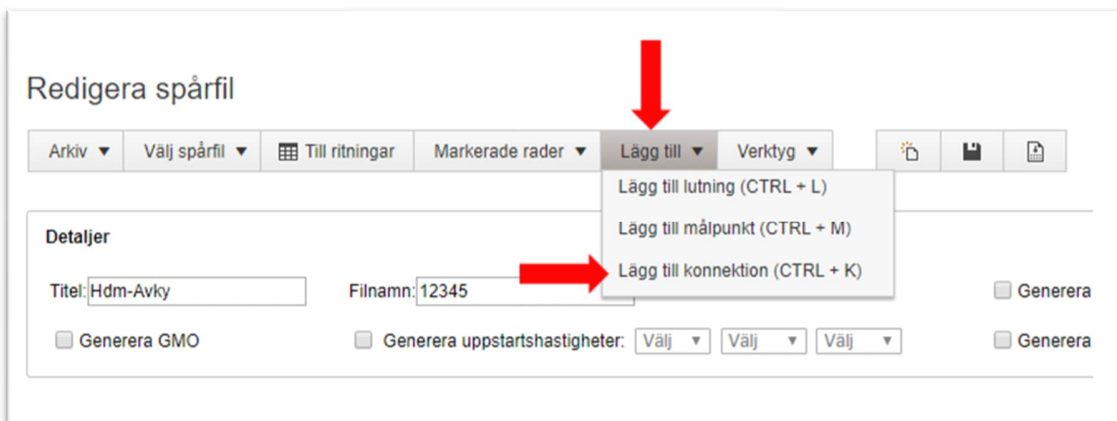 Redigera spårfil
Arkiv ▼ Välj spårfil ▼ Till ritningar Markerade rader ▼ Lägg till ▼ Verktyg ▼
Lägg till lutning (CTRL + L)
Lägg till målpunkt (CTRL + M)
Lägg till konnektion (CTRL + K)
Detaljer
Titel: Hdm-Avky Filnamn: 12345 Generera
Generera GMO Generera uppstartshastigheter: Välj ▼ Välj ▼ Välj ▼ Generera